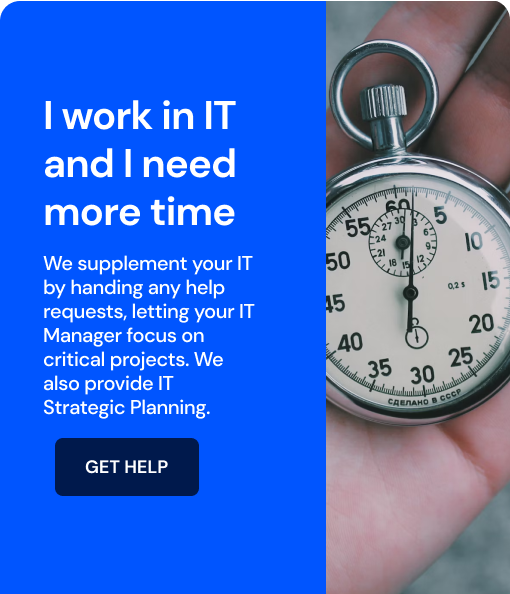 I work in IT
and I need
more time
We supplement your IT
by handing any help
requests, letting your IT
Manager focus on
critical projects. We
also provide IT
Strategic Planning.
GET HELP
60
5
10
15
20
25
30
35
40
45
50
55
30
3
6
9
12
15
18
21
24
27
0,2 s
СДЕЛАНО В СССР